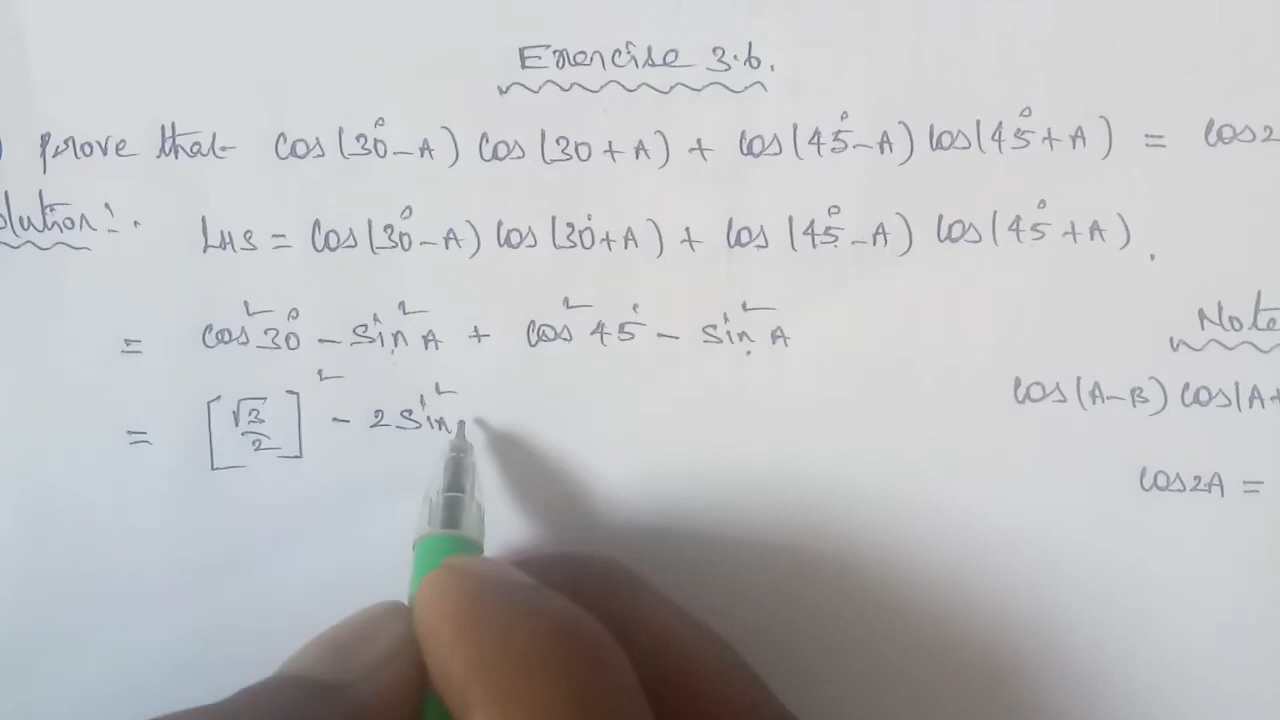 Exercise 3.6.
) Prove that cos(30°-A) cos(30+A) + cos(45°-A) cos(45°+A) = cos2
olution:.
LHS = cos(30°-A) cos(30°+A) + cos(45°-A) cos(45°+A).
= cos²30° - sin²A + cos²45° - sin²A
Note
= [√3/2]² - 2sin²
cos(A-B) cos(A+
cos2A =